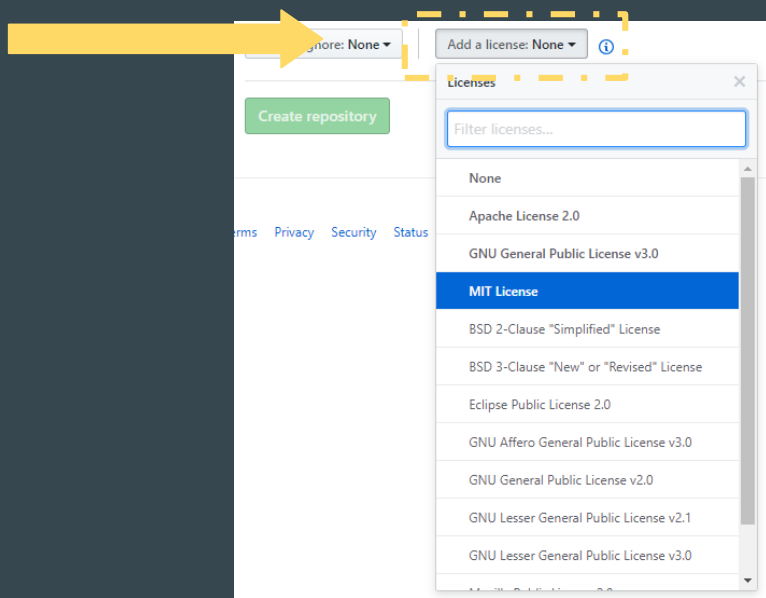 ignore: None
Add a license: None
Licenses
Filter licenses...
Create repository
None
Apache License 2.0
GNU General Public License v3.0
MIT License
BSD 2-Clause "Simplified" License
BSD 3-Clause "New" or "Revised" License
Eclipse Public License 2.0
GNU Affero General Public License v3.0
GNU General Public License v2.0
GNU Lesser General Public License v2.1
GNU Lesser General Public License v3.0
Terms Privacy Security Status